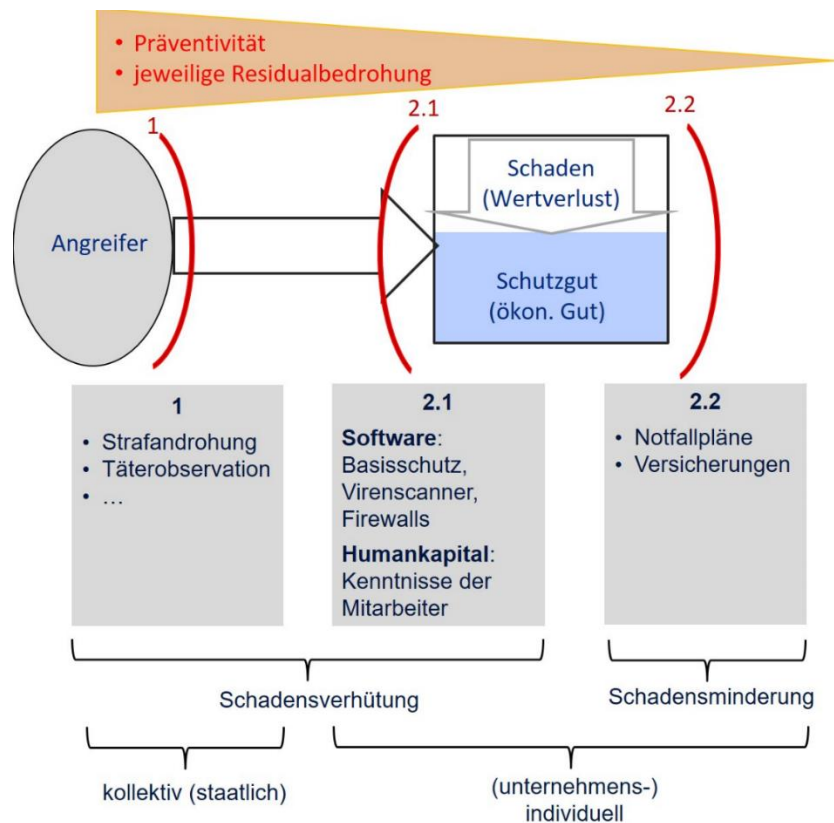 • Präventivität
• jeweilige Residualbedrohung
1
2.1
2.2
Angreifer
Schaden
(Wertverlust)
Schutzgut
(ökon. Gut)
1
• Strafandrohung
• Täterobservation
• …
2.1
Software:
Basisschutz,
Virenscanner,
Firewalls
Humankapital:
Kenntnisse der
Mitarbeiter
2.2
• Notfallpläne
• Versicherungen
Schadensverhütung
Schadensminderung
kollektiv (staatlich)
(unternehmens-)
individuell